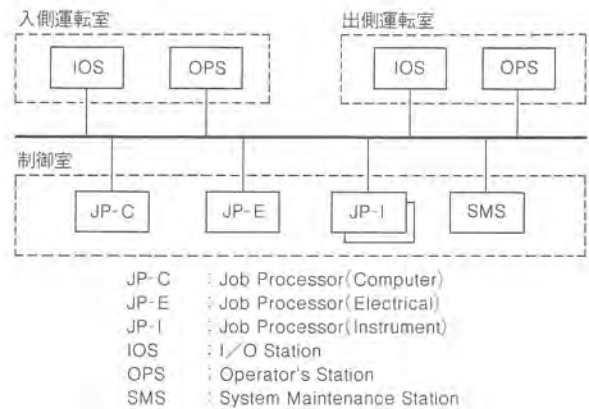 入側運転室
出側運転室
IOS
OPS
IOS
OPS
制御室
JP-C
JP-E
JP-I
SMS
JP-C : Job Processor(Computer)
JP-E : Job Processor(Electrical)
JP-I : Job Processor(Instrument)
IOS : I/O Station
OPS : Operator's Station
SMS : System Maintenance Station